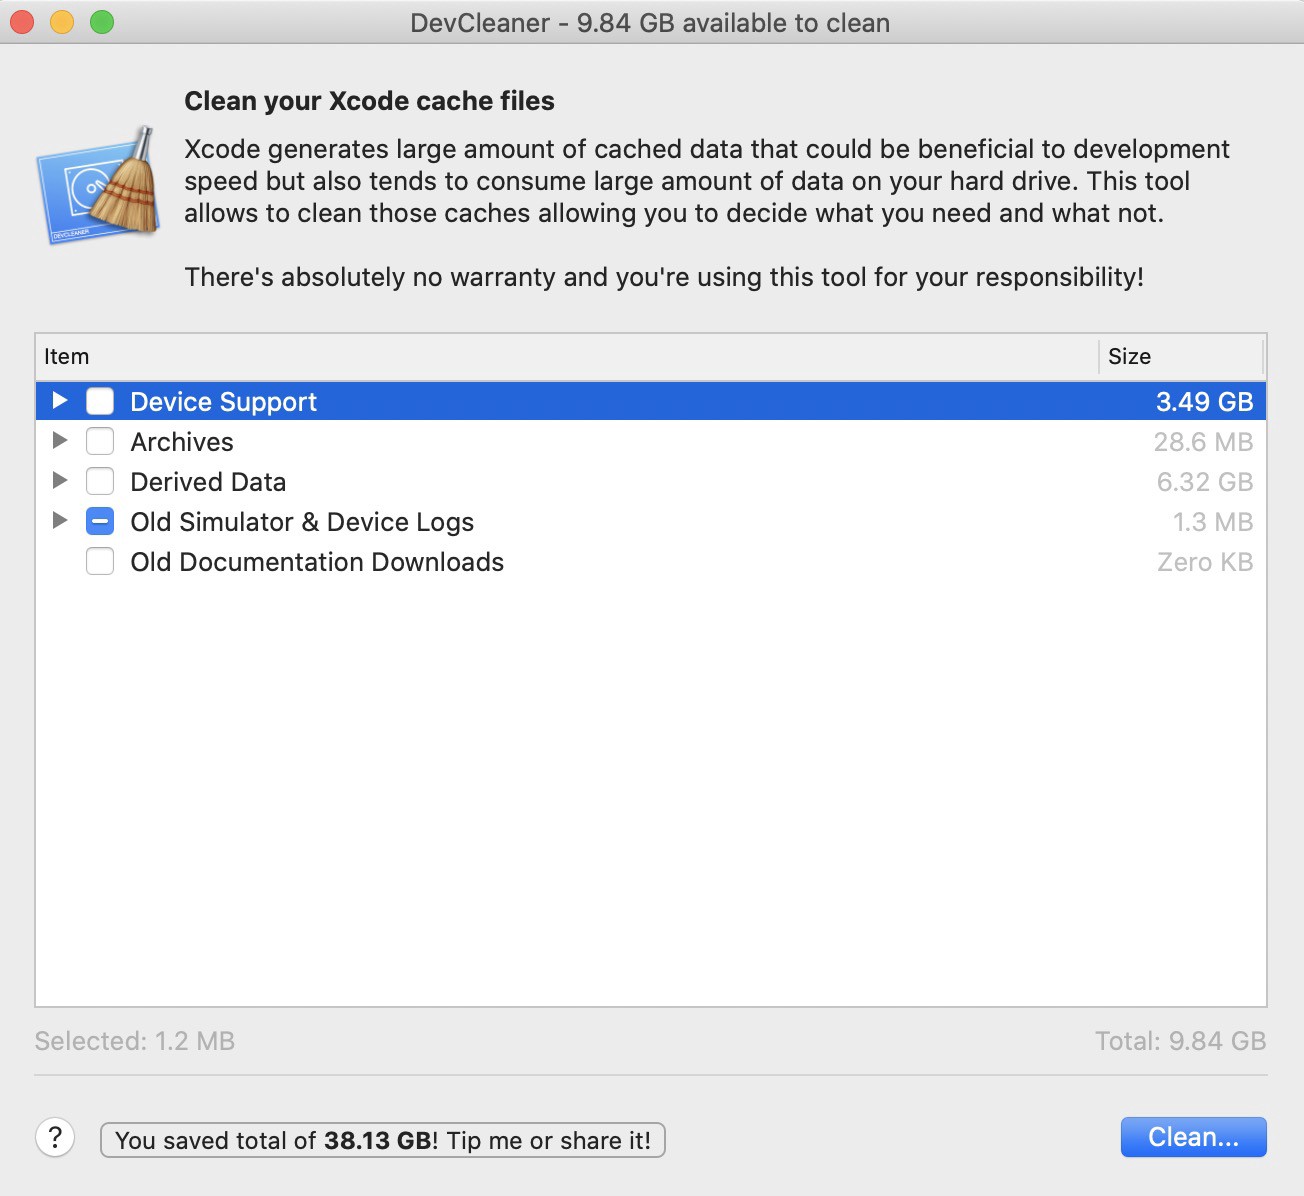 DevCleaner - 9.84 GB available to clean
Clean your Xcode cache files
Xcode generates large amount of cached data that could be beneficial to development
speed but also tends to consume large amount of data on your hard drive. This tool
allows to clean those caches allowing you to decide what you need and what not.
There's absolutely no warranty and you're using this tool for your responsibility!
DEVCLEANER
Item Size
Device Support 3.49 GB
Archives 28.6 MB
Derived Data 6.32 GB
Old Simulator & Device Logs 1.3 MB
Old Documentation Downloads Zero KB
Selected: 1.2 MB Total: 9.84 GB
? You saved total of 38.13 GB! Tip me or share it! Clean...